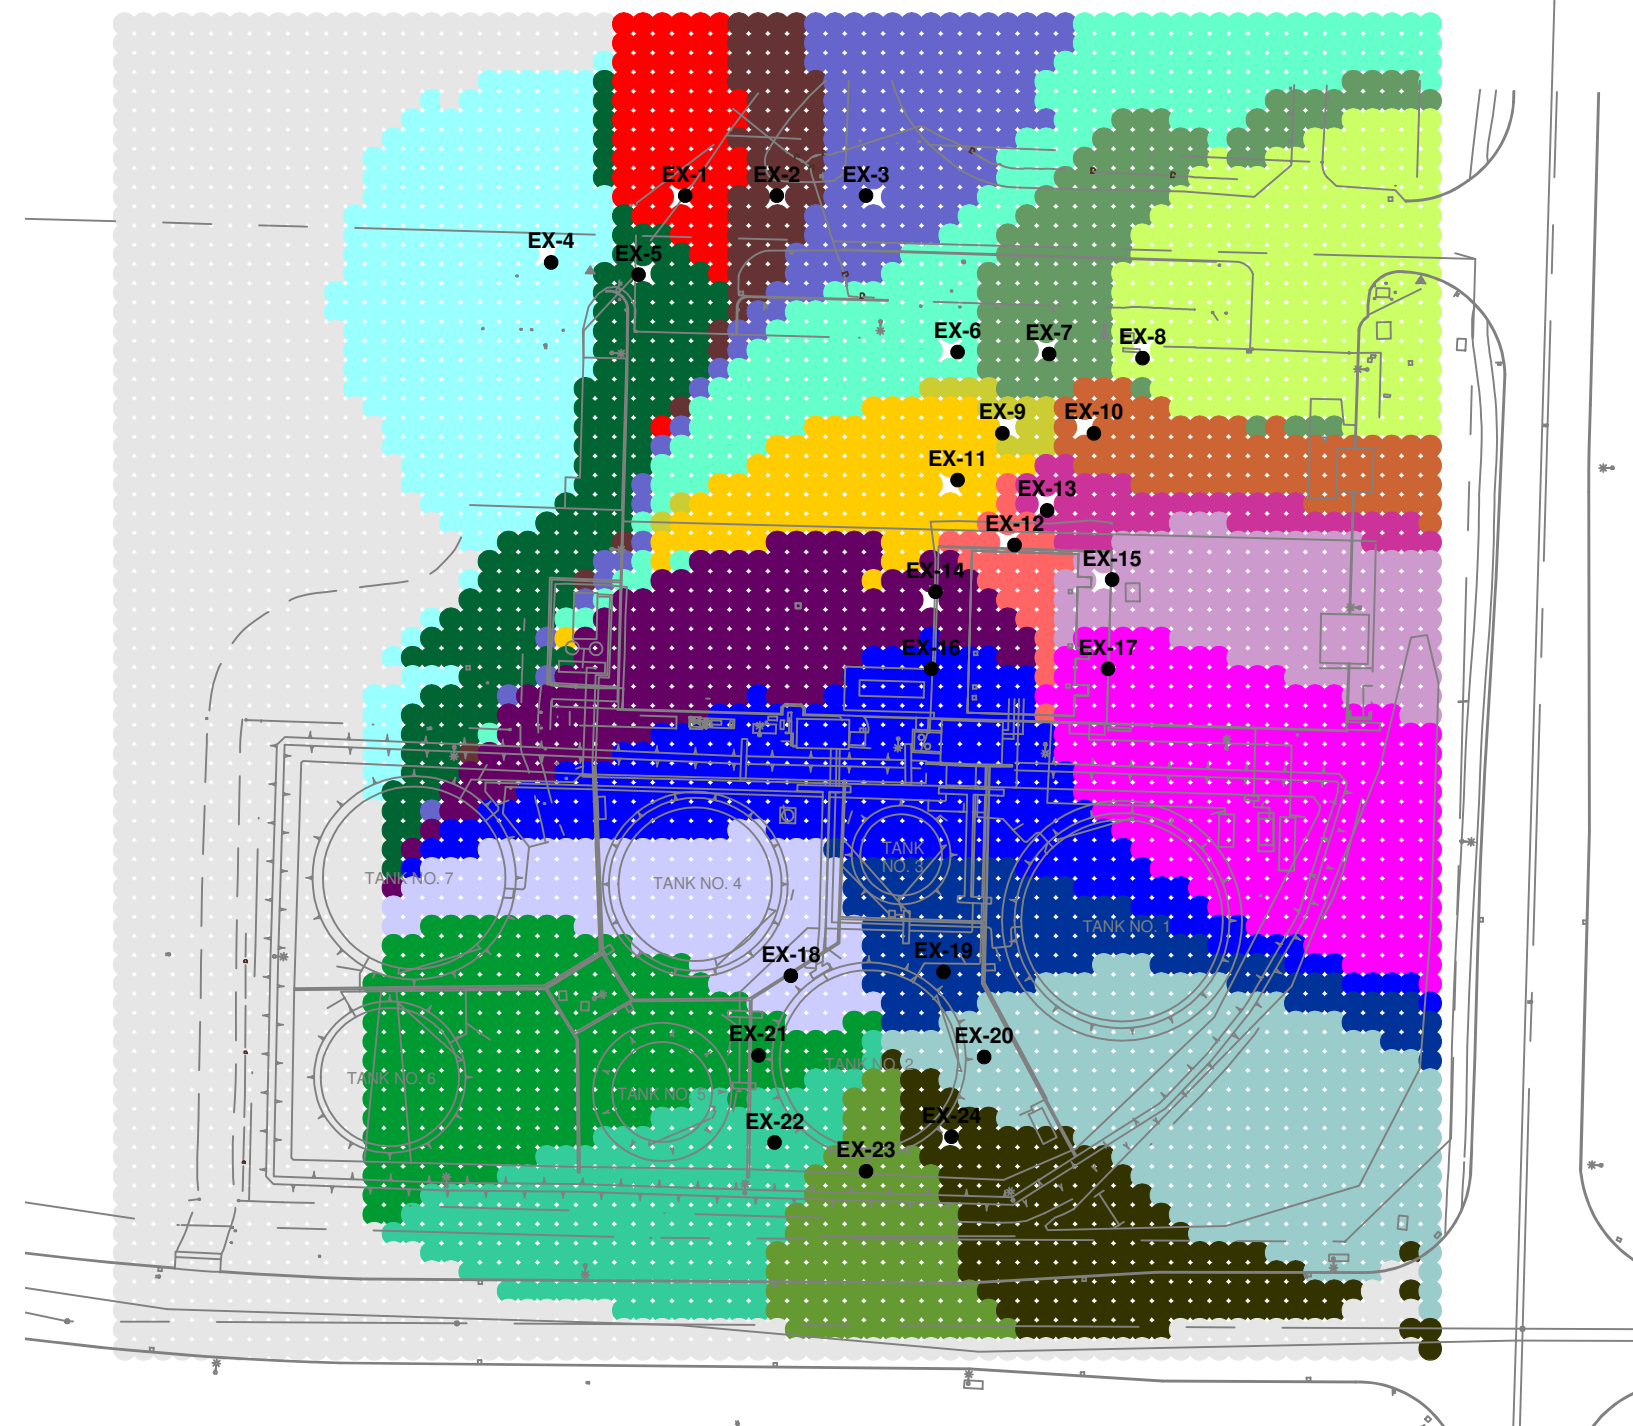 EX-1
EX-2
EX-3
EX-4
EX-5
EX-6
EX-7
EX-8
EX-9
EX-10
EX-11
EX-13
EX-12
EX-15
EX-14
EX-16
EX-17
TANK
NO. 3
TANK NO. 7
TANK NO. 4
TANK NO. 1
EX-18
EX-19
EX-21
EX-20
TANK NO. 2
TANK NO. 6
TANK NO. 5
EX-22
EX-24
EX-23